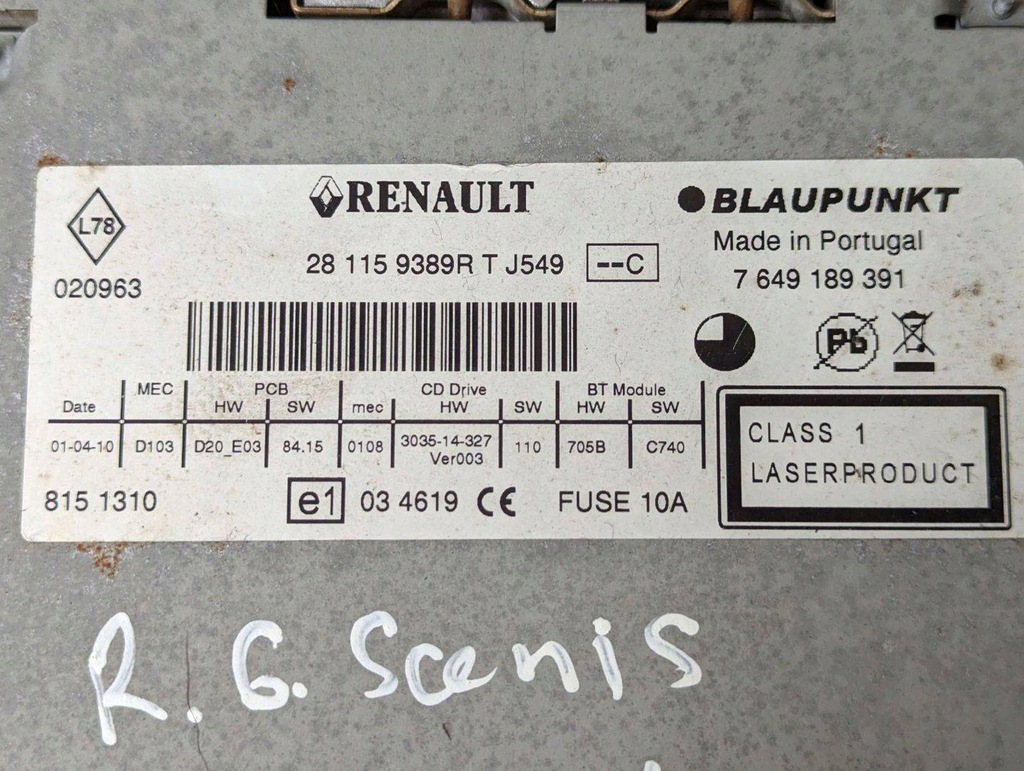 L78
020963
RENAULT
28 115 9389R T J549 --C
BLAUPUNKT
Made in Portugal
7 649 189 391
Pb
Date MEC PCB HW SW mec CD Drive HW SW BT Module HW SW
01-04-10 D103 D20_E03 84.15 0108 3035-14-327 Ver003 110 705B C740
815 1310 e1 03 4619 CE FUSE 10A
CLASS 1
LASERPRODUCT
R. G. Scenis